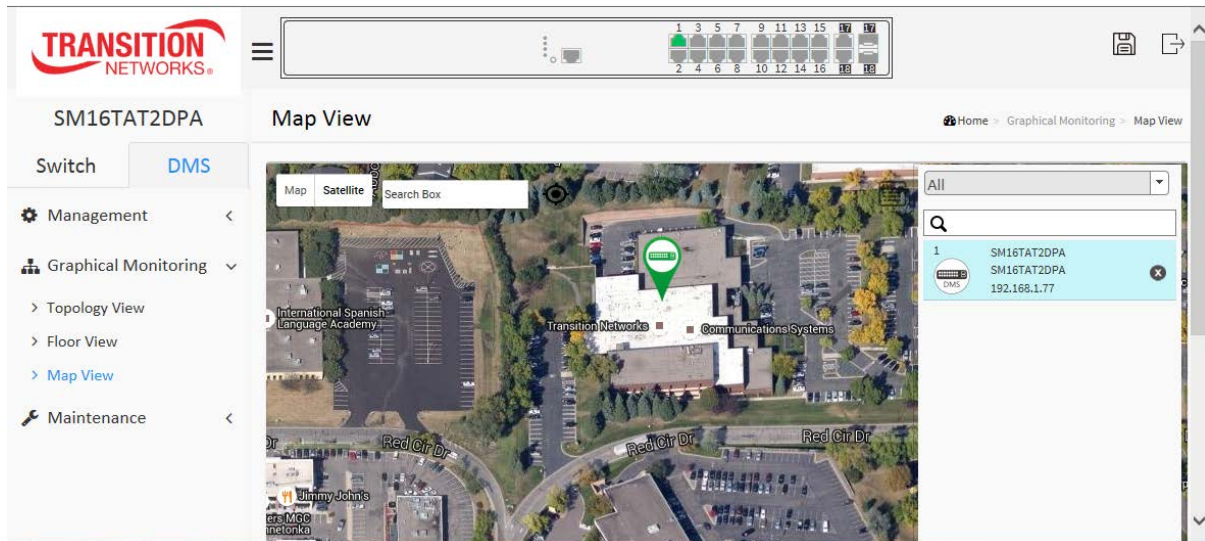 TRANSITION
NETWORKS®
1 3 5 7 9 11 13 15 17 17
2 4 6 8 10 12 14 16 18 18
SM16TAT2DPA
Map View
Home > Graphical Monitoring > Map View
Switch
DMS
Management
Graphical Monitoring
Topology View
Floor View
Map View
Maintenance
Map
Satellite
Search Box
International Spanish
Language Academy
Transition Networks
Communications Systems
Red Cir Dr
Red Cir Dr
Red Cir Dr
Jimmy John's
MGC
All
1
SM16TAT2DPA
SM16TAT2DPA
192.168.1.77
DMS